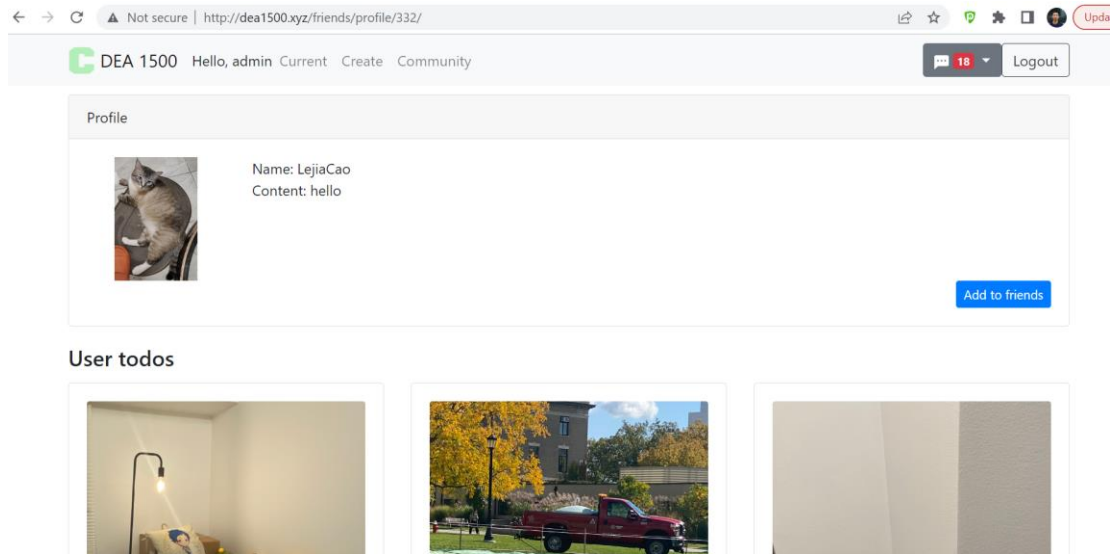 Not secure | http://dea1500.xyz/friends/profile/332/
DEA 1500 Hello, admin Current Create Community 18 Logout
Profile
Name: LejiaCao
Content: hello
Add to friends
User todos